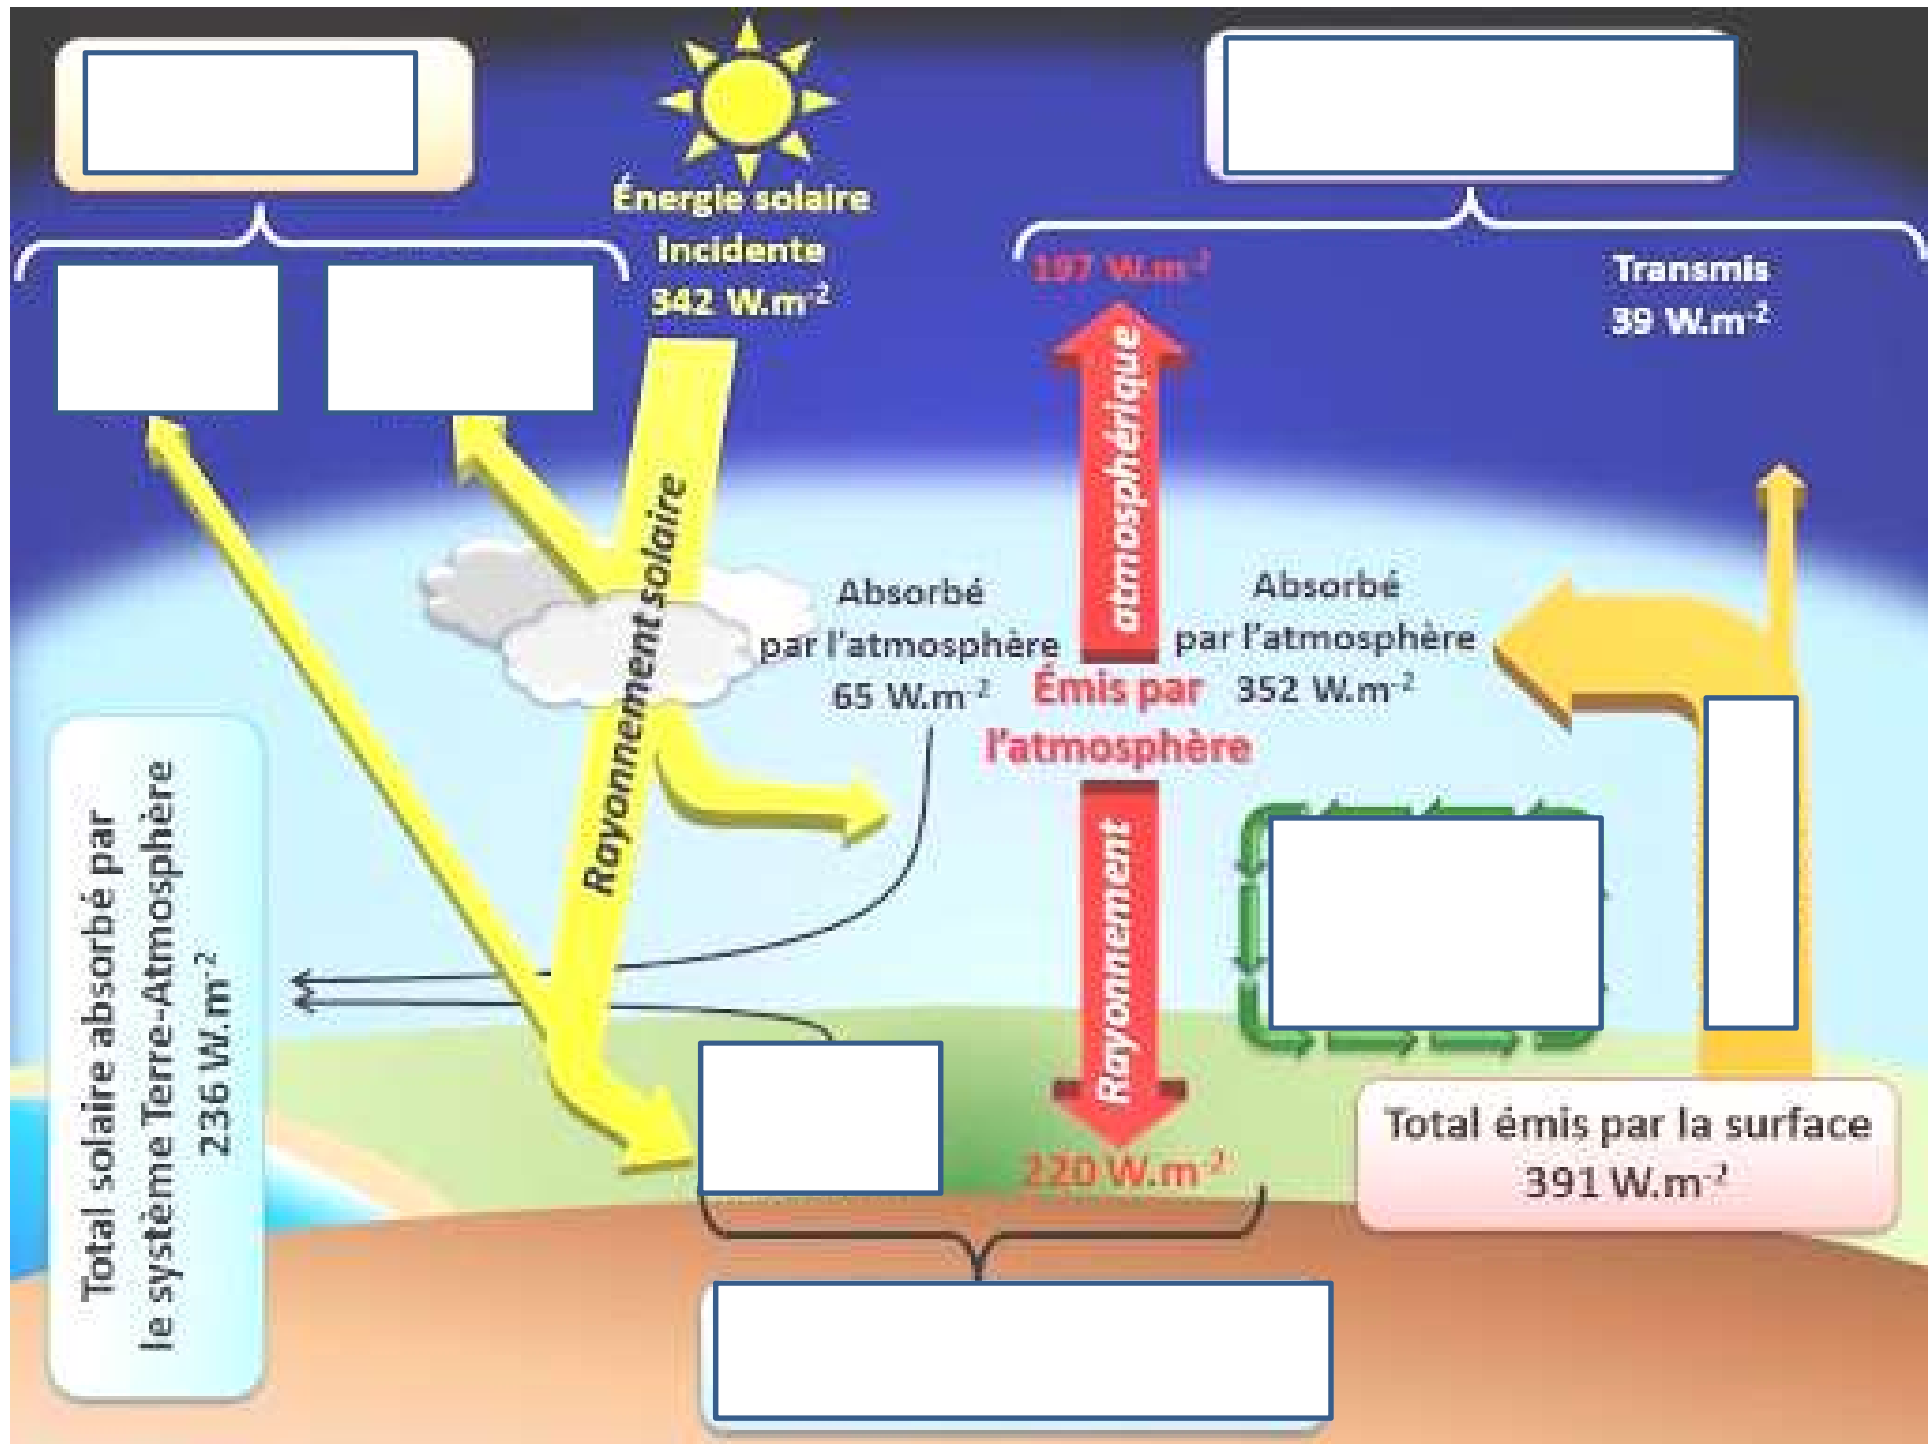 Énergie solaire
Incidente
342 W.m-2
197 W.m-2
Transmis
39 W.m-2
atmosphérique
Rayonnement solaire
Absorbé
par l'atmosphère
65 W.m-2
Émis par
l'atmosphère
Absorbé
par l'atmosphère
352 W.m-2
Rayonnement
220 W.m-2
Total solaire absorbé par
le système Terre-Atmosphère
236 W.m-2
Total émis par la surface
391 W.m-2